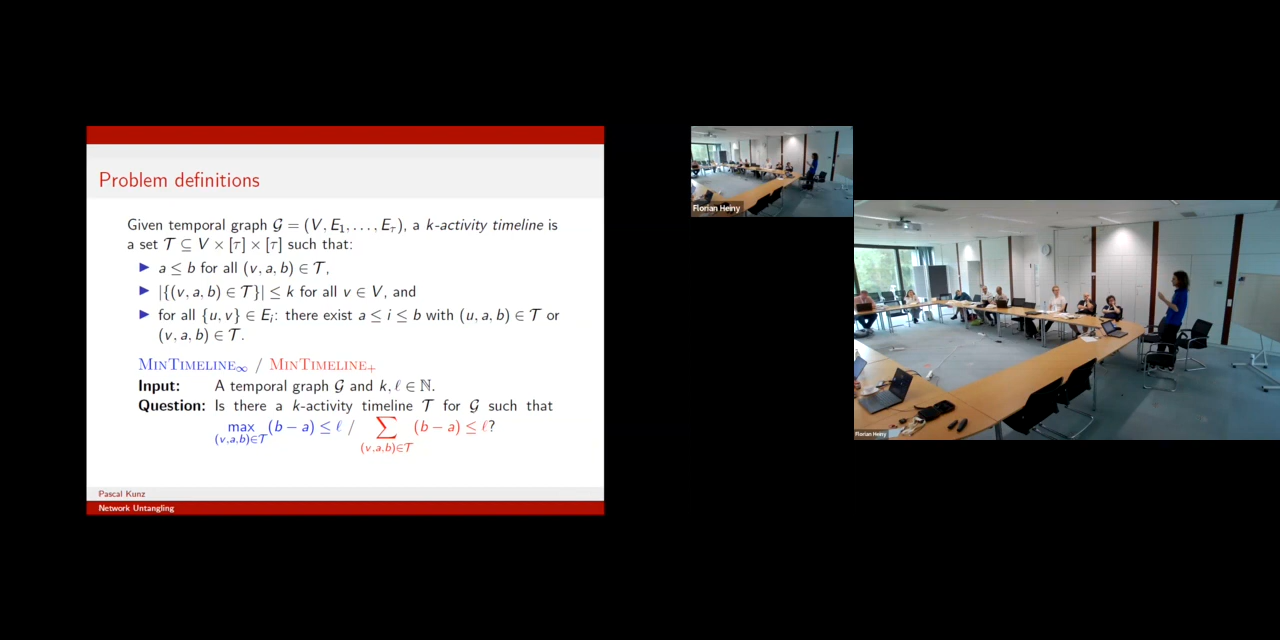 Problem definitions
Given temporal graph 𝒢 = (V, E₁, . . . , E_τ), a k-activity timeline is
a set 𝒯 ⊆ V × [τ] × [τ] such that:
▶ a ≤ b for all (v, a, b) ∈ 𝒯,
▶ |{(v, a, b) ∈ 𝒯}| ≤ k for all v ∈ V, and
▶ for all {u, v} ∈ E_i: there exist a ≤ i ≤ b with (u, a, b) ∈ 𝒯 or
(v, a, b) ∈ 𝒯.
MinTimeline∞ / MinTimeline₊
Input: A temporal graph 𝒢 and k, ℓ ∈ ℕ.
Question: Is there a k-activity timeline 𝒯 for 𝒢 such that
max (b − a) ≤ ℓ / ∑ (b − a) ≤ ℓ?
(v,a,b)∈𝒯 (v,a,b)∈𝒯
Pascal Kunz
Network Untangling
Florian Heiny
Florian Heiny